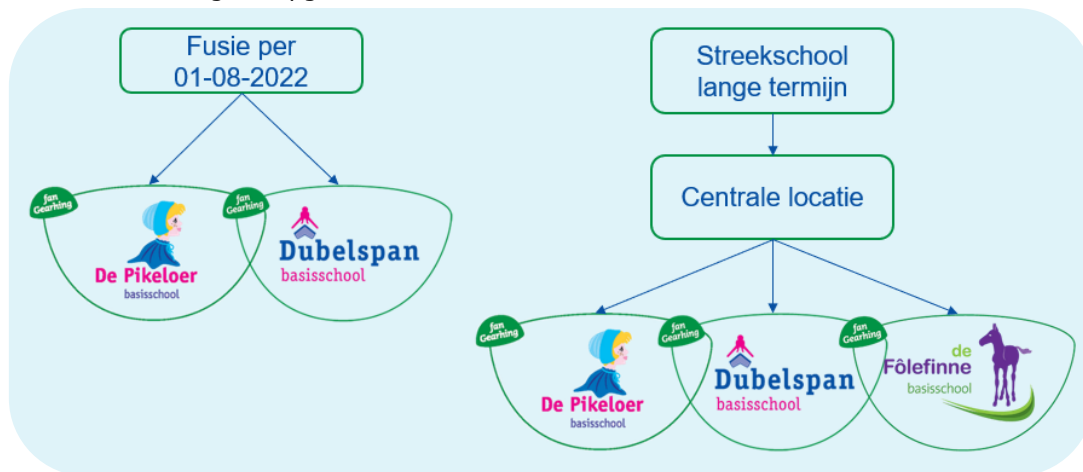 Fusie per
01-08-2022
fan
Gearhing
De Pikeloer
basisschool
fan
Gearhing
Dubelspan
basisschool
Streekschool
lange termijn
Centrale locatie
fan
Gearhing
De Pikeloer
basisschool
fan
Gearhing
Dubelspan
basisschool
fan
Gearhing
de
Fôlefinne
basisschool